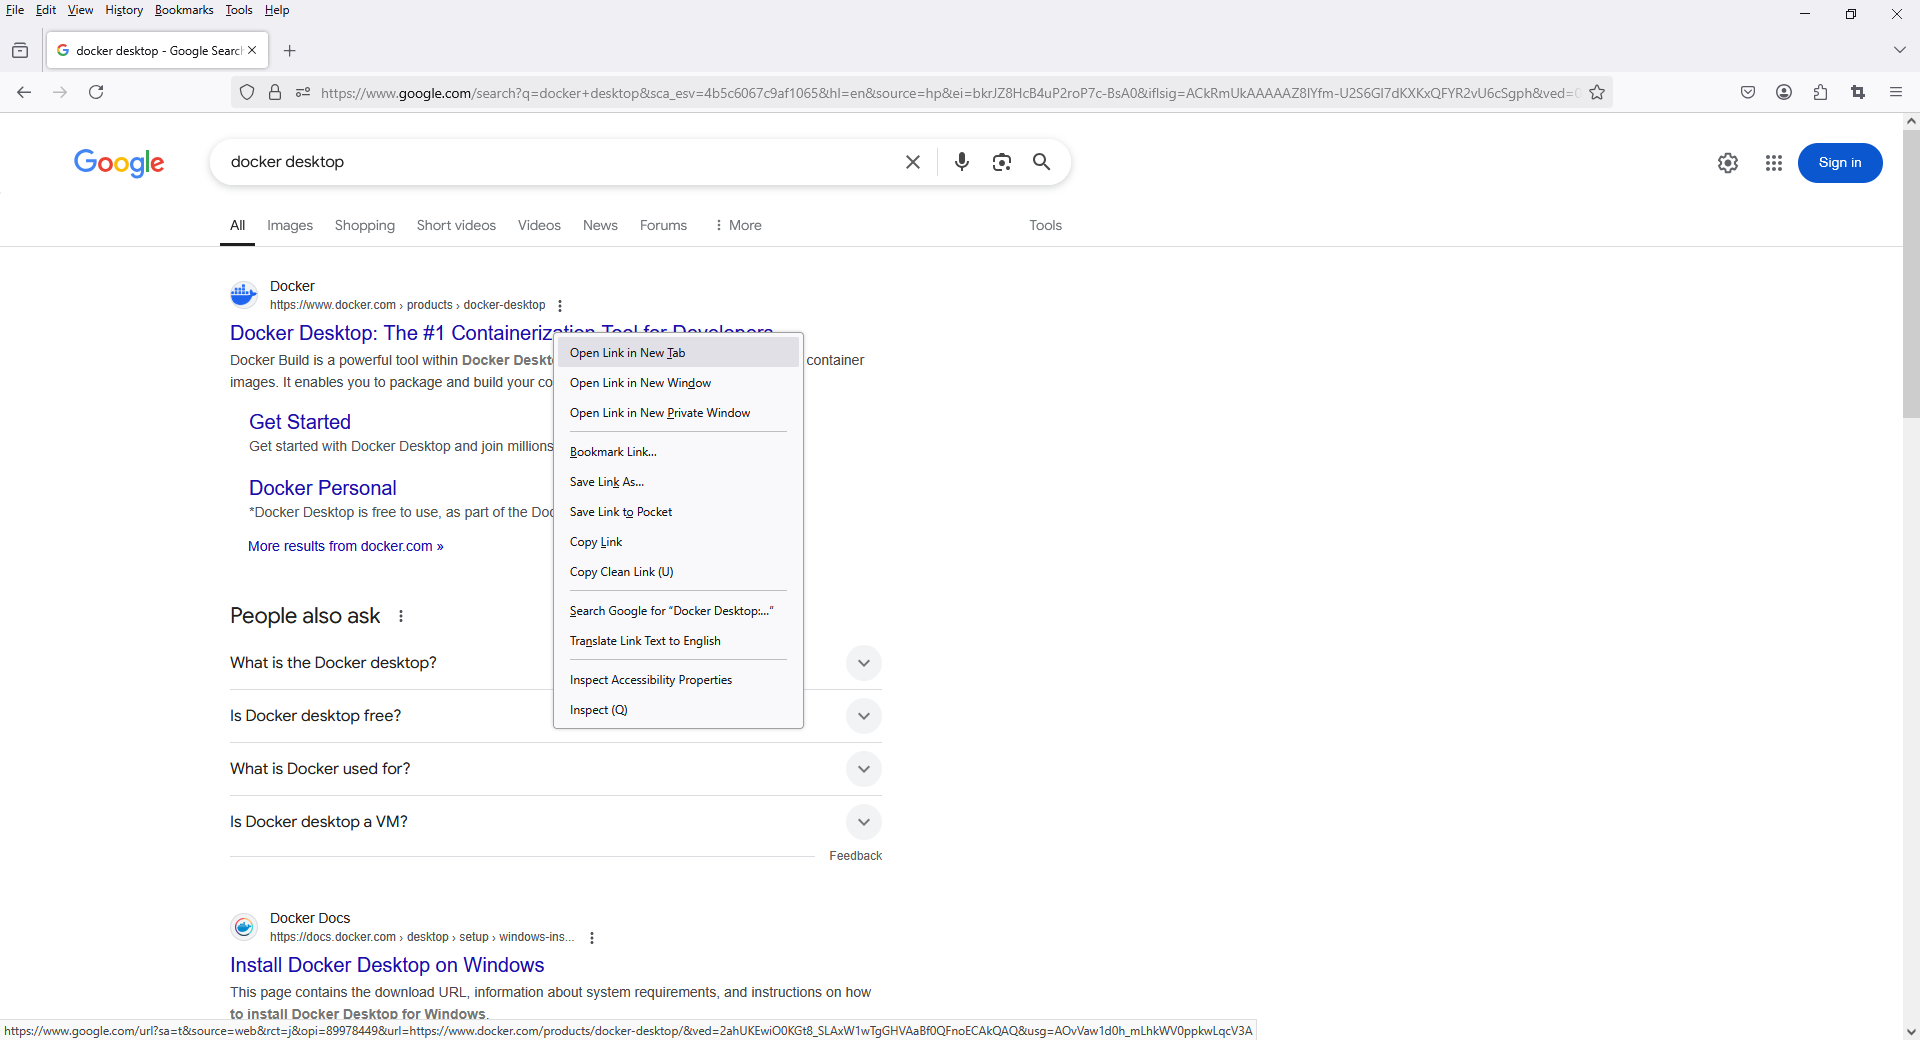 File Edit View History Bookmarks Tools Help
docker desktop - Google Searc
https://www.google.com/search?q=docker+desktop&sca_esv=4b5c6067c9af1065&hl=en&source=hp&ei=bkrJZ8HcB4uP2roP7c-BsA0&iflsig=ACkRmUkAAAAAZ8lYfm-U2S6Gl7dKXKxQFYR2vU6cSgph&ved=
Google
docker desktop
Sign in
All Images Shopping Short videos Videos News Forums More Tools
Docker
https://www.docker.com › products › docker-desktop
Docker Desktop: The #1 Containerization Tool for Developers
Docker Build is a powerful tool within Docker Deskt
container
images. It enables you to package and build your co
Get Started
Get started with Docker Desktop and join millions
Docker Personal
*Docker Desktop is free to use, as part of the Doc
More results from docker.com »
Open Link in New Tab
Open Link in New Window
Open Link in New Private Window
Bookmark Link...
Save Link As...
Save Link to Pocket
Copy Link
Copy Clean Link (U)
Search Google for “Docker Desktop:...”
Translate Link Text to English
Inspect Accessibility Properties
Inspect (Q)
People also ask
What is the Docker desktop?
Is Docker desktop free?
What is Docker used for?
Is Docker desktop a VM?
Feedback
Docker Docs
https://docs.docker.com › desktop › setup › windows-ins...
Install Docker Desktop on Windows
This page contains the download URL, information about system requirements, and instructions on how
to install Docker Desktop for Windows.
https://www.google.com/url?sa=t&source=web&rct=j&opi=89978449&url=https://www.docker.com/products/docker-desktop/&ved=2ahUKEwiO0KGt8_SLAxW1wTgGHVAaBf0QFnoECAkQAQ&usg=AOvVaw1d0h_mLhkWV0ppkwLqcV3A